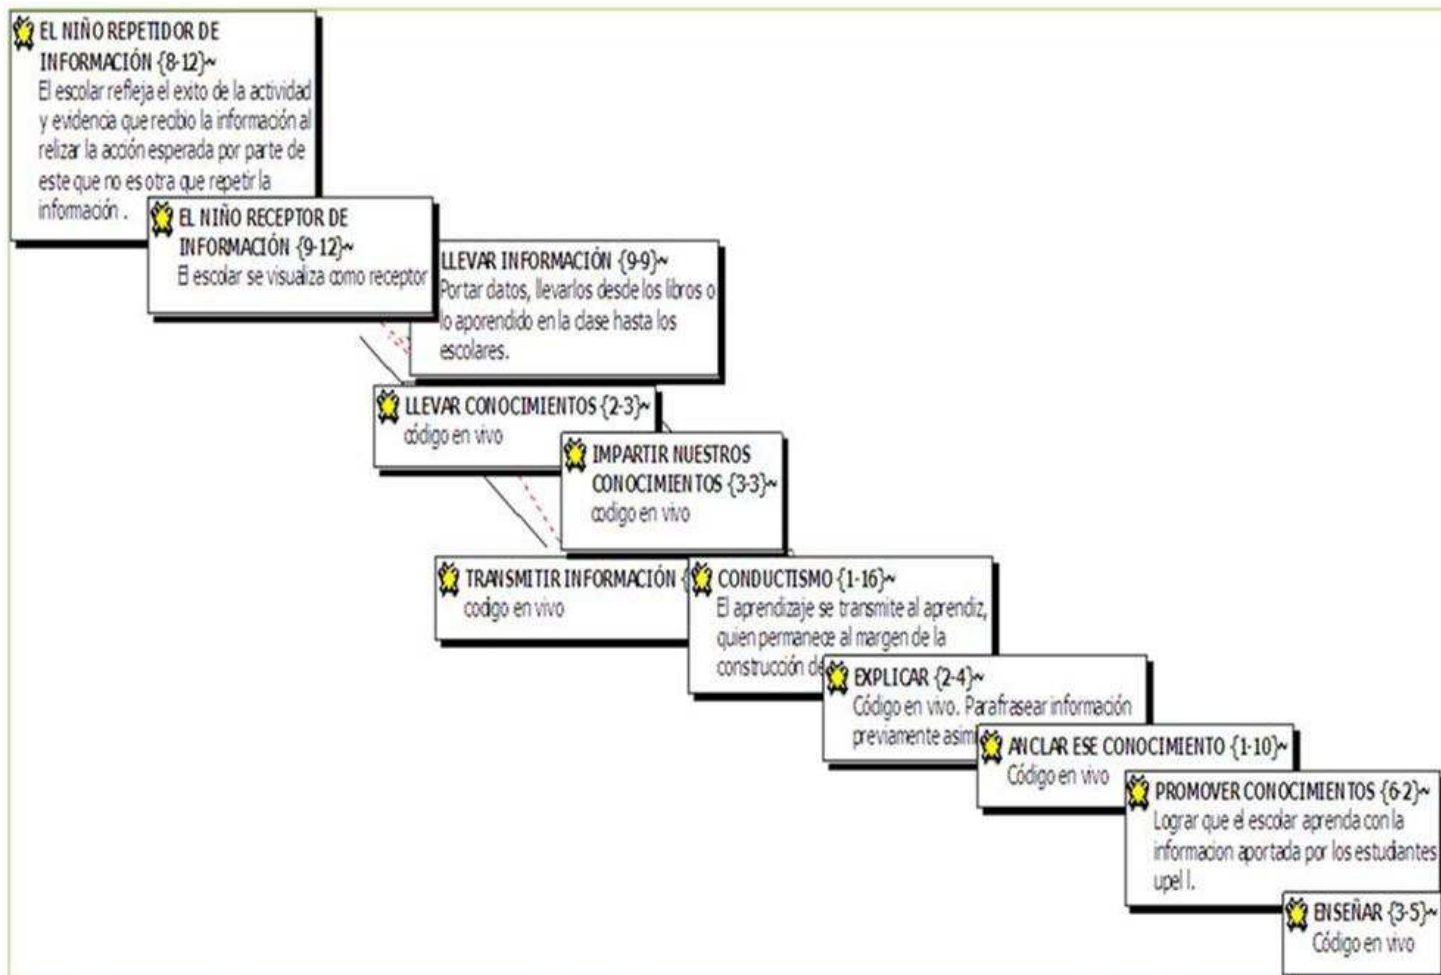 EL NIÑO REPETIDOR DE
INFORMACIÓN {8-12}~
El escolar refleja el exito de la actividad
y evidencia que recibio la información al
relizar la acción esperada por parte de
este que no es otra que repetir la
información .
EL NIÑO RECEPTOR DE
INFORMACIÓN {9-12}~
El escolar se visualiza como receptor
LLEVAR INFORMACIÓN {9-9}~
Portar datos, llevarlos desde los libros o
lo aporendido en la clase hasta los
escolares.
LLEVAR CONOCIMIENTOS {2-3}~
código en vivo
IMPARTIR NUESTROS
CONOCIMIENTOS {3-3}~
codigo en vivo
TRANSMITIR INFORMACIÓN {
codigo en vivo
CONDUCTISMO {1-16}~
El aprendizaje se transmite al aprendiz,
quien permanece al margen de la
construcción de
EXPLICAR {2-4}~
Código en vivo. Parafrasear información
previamente
ANCLAR ESE CONOCIMIENTO {1-10}~
Código en vivo
PROMOVER CONOCIMIENTOS {6-2}~
Lograr que el escolar aprenda con la
informacion aportada por los estudiantes
upel I.
ENSEÑAR {3-5}~
Código en vivo